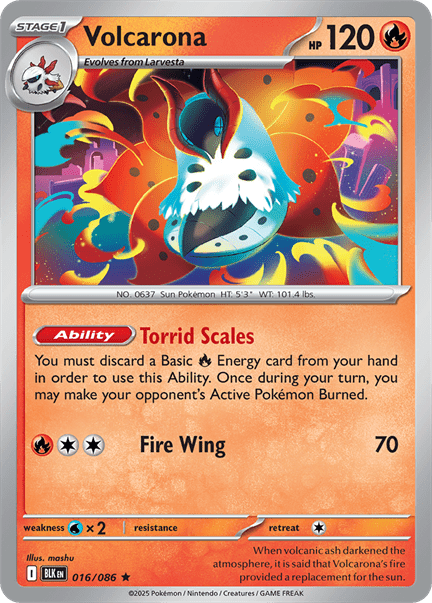 STAGE 1 Volcarona HP 120
Evolves from Larvesta
NO. 0637 Sun Pokémon HT: 5'3" WT: 101.4 lbs.
Ability Torrid Scales
You must discard a Basic Energy card from your hand
in order to use this Ability. Once during your turn, you
may make your opponent's Active Pokémon Burned.
Fire Wing 70
weakness ×2 resistance retreat
Illus. mashu
I BLK EN 016/086 ★
When volcanic ash darkened the
atmosphere, it is said that Volcarona's fire
provided a replacement for the sun.
©2025 Pokémon / Nintendo / Creatures / GAME FREAK